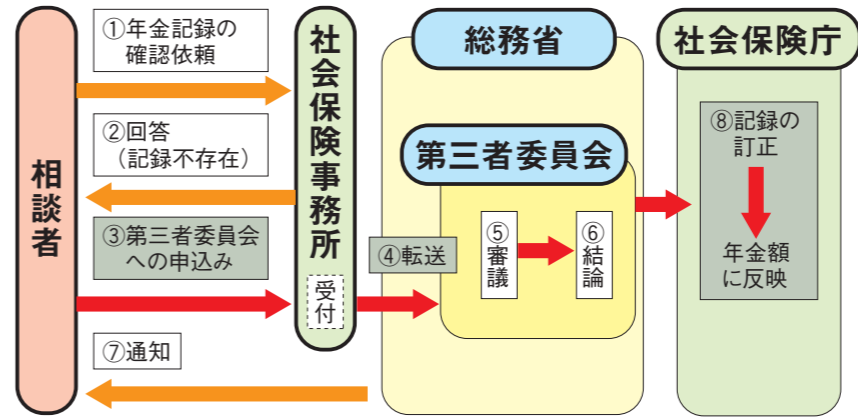 ①年金記録の
確認依頼
②回答
（記録不存在）
③第三者委員会
への申込み
⑦通知
相談者
社会保険事務所
受付
④転送
総務省
第三者委員会
⑤審議
⑥結論
社会保険庁
⑧記録の
訂正
年金額
に反映